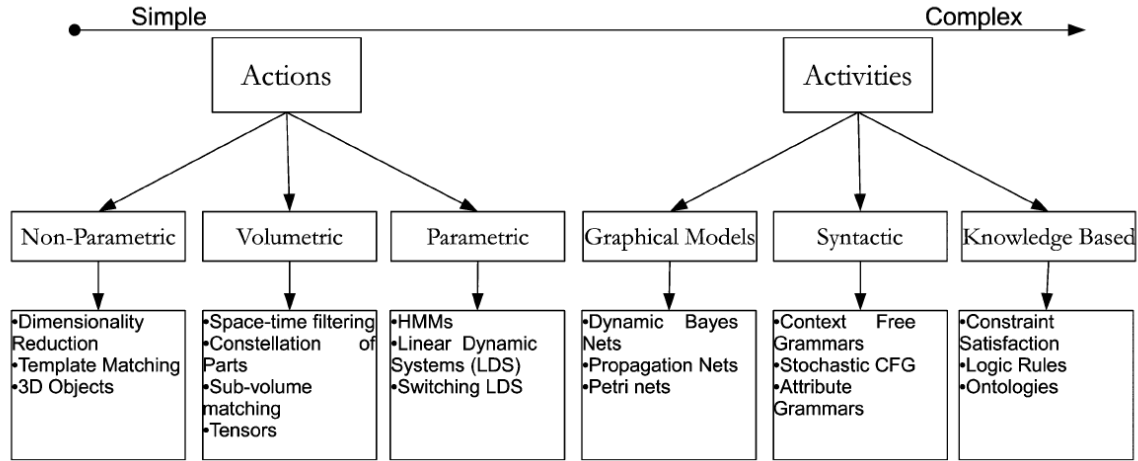 Simple
Complex
Actions
Activities
Non-Parametric
Volumetric
Parametric
Graphical Models
Syntactic
Knowledge Based
•Dimensionality
Reduction
•Template Matching
•3D Objects
•Space-time filtering
•Constellation of
Parts
•Sub-volume
matching
•Tensors
•HMMs
•Linear Dynamic
Systems (LDS)
•Switching LDS
•Dynamic Bayes
Nets
•Propagation Nets
•Petri nets
•Context Free
Grammars
•Stochastic CFG
•Attribute
Grammars
•Constraint
Satisfaction
•Logic Rules
•Ontologies